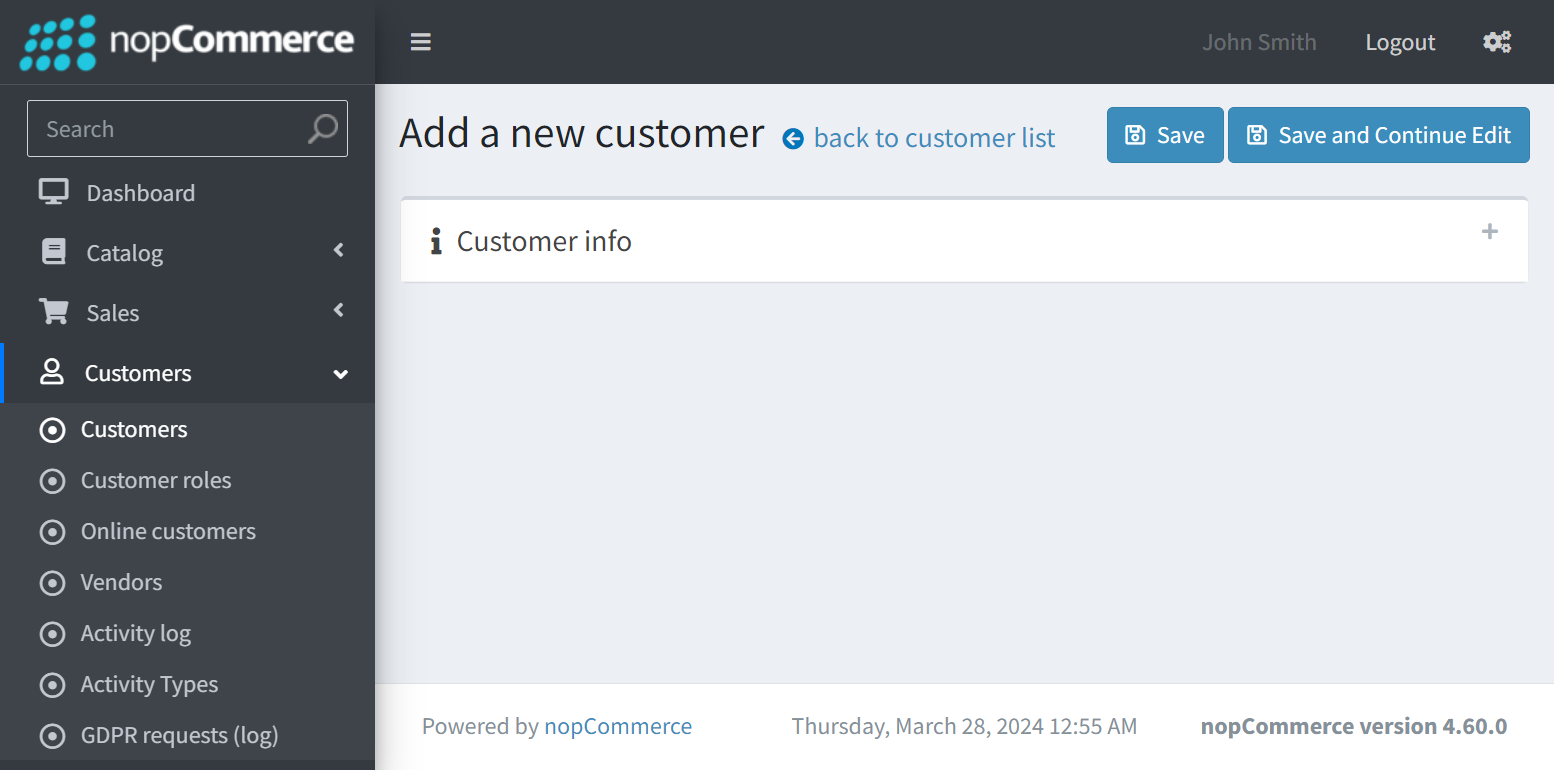 nopCommerce
John Smith
Logout
Search
Dashboard
Catalog
Sales
Customers
Customers
Customer roles
Online customers
Vendors
Activity log
Activity Types
GDPR requests (log)
Add a new customer
back to customer list
Save
Save and Continue Edit
Customer info
Powered by nopCommerce
Thursday, March 28, 2024 12:55 AM
nopCommerce version 4.60.0